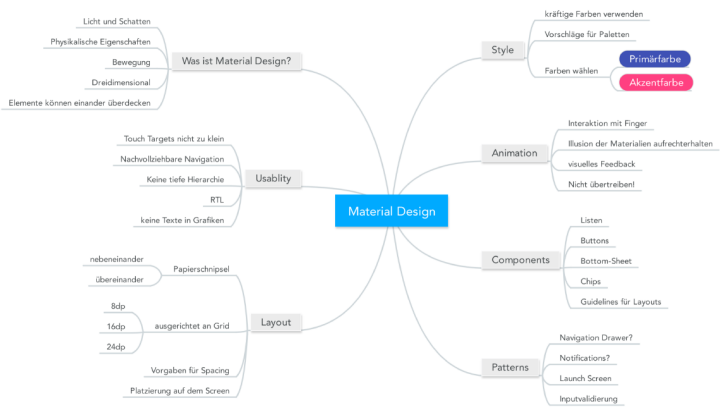 Material Design
Was ist Material Design?
Licht und Schatten
Physikalische Eigenschaften
Bewegung
Dreidimensional
Elemente können einander überdecken
Usablity
Touch Targets nicht zu klein
Nachvollziehbare Navigation
Keine tiefe Hierarchie
RTL
keine Texte in Grafiken
Layout
Papierschnipsel
nebeneinander
übereinander
ausgerichtet an Grid
8dp
16dp
24dp
Vorgaben für Spacing
Platzierung auf dem Screen
Style
kräftige Farben verwenden
Vorschläge für Paletten
Farben wählen
Primärfarbe
Akzentfarbe
Animation
Interaktion mit Finger
Illusion der Materialien aufrechterhalten
visuelles Feedback
Nicht übertreiben!
Components
Listen
Buttons
Bottom-Sheet
Chips
Guidelines für Layouts
Patterns
Navigation Drawer?
Notifications?
Launch Screen
Inputvalidierung